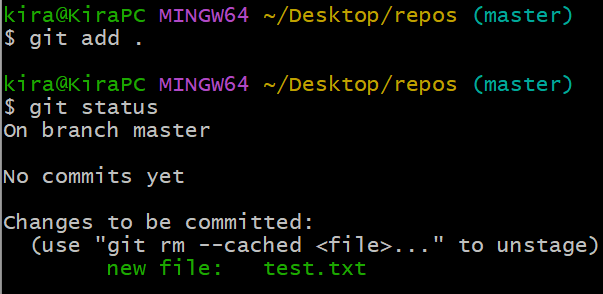 kira@KiraPC MINGW64 ~/Desktop/repos (master)
$ git add .
kira@KiraPC MINGW64 ~/Desktop/repos (master)
$ git status
On branch master
No commits yet
Changes to be committed:
  (use "git rm --cached <file>..." to unstage)
        new file:   test.txt